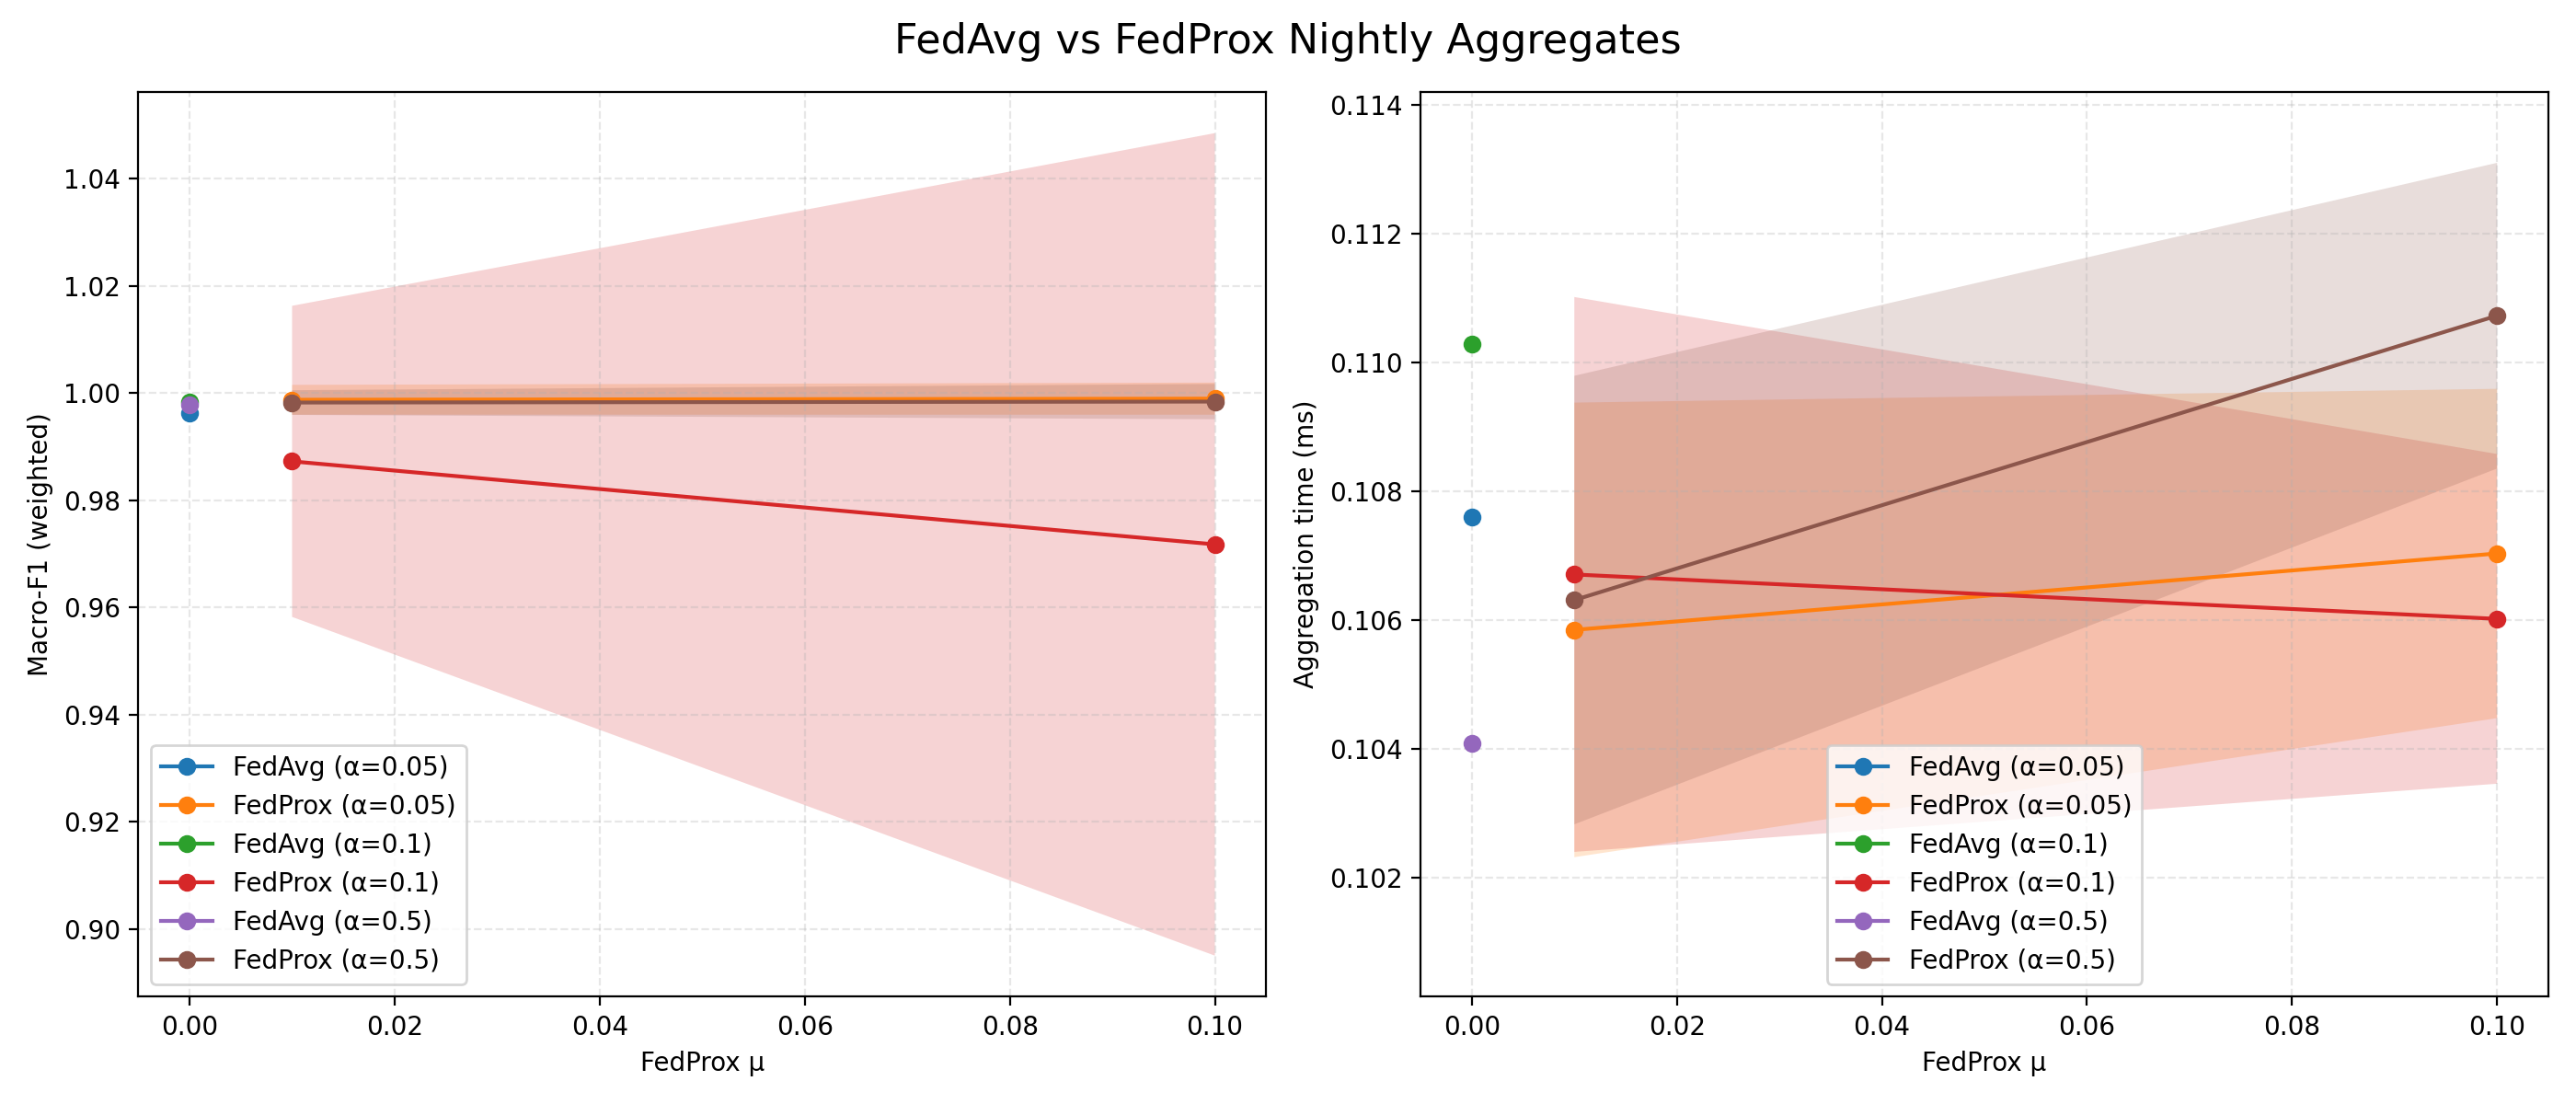 FedAvg vs FedProx Nightly Aggregates
Macro-F1 (weighted)
1.04
1.02
1.00
0.98
0.96
0.94
0.92
0.90
FedAvg (α=0.05)
FedProx (α=0.05)
FedAvg (α=0.1)
FedProx (α=0.1)
FedAvg (α=0.5)
FedProx (α=0.5)
0.00 0.02 0.04 0.06 0.08 0.10
FedProx μ
Aggregation time (ms)
0.114
0.112
0.110
0.108
0.106
0.104
0.102
FedAvg (α=0.05)
FedProx (α=0.05)
FedAvg (α=0.1)
FedProx (α=0.1)
FedAvg (α=0.5)
FedProx (α=0.5)
0.00 0.02 0.04 0.06 0.08 0.10
FedProx μ